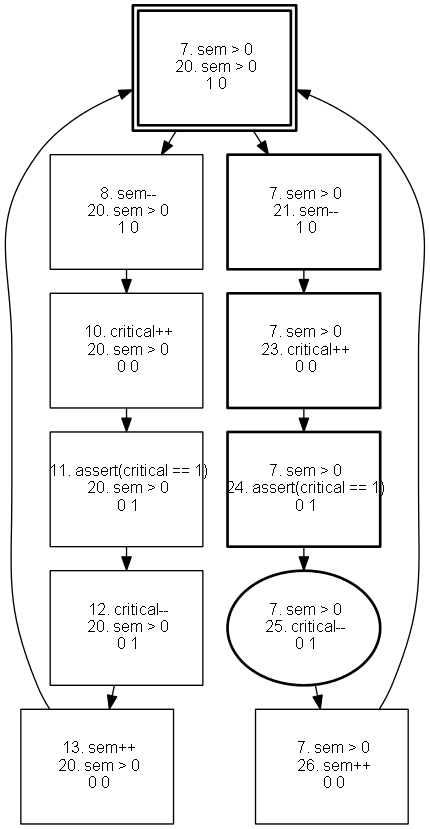 7. sem > 0
20. sem > 0
1 0
8. sem--
20. sem > 0
1 0
7. sem > 0
21. sem--
1 0
10. critical++
20. sem > 0
0 0
7. sem > 0
23. critical++
0 0
11. assert(critical == 1)
20. sem > 0
0 1
7. sem > 0
24. assert(critical == 1)
0 1
12. critical--
20. sem > 0
0 1
7. sem > 0
25. critical--
0 1
13. sem++
20. sem > 0
0 0
7. sem > 0
26. sem++
0 0